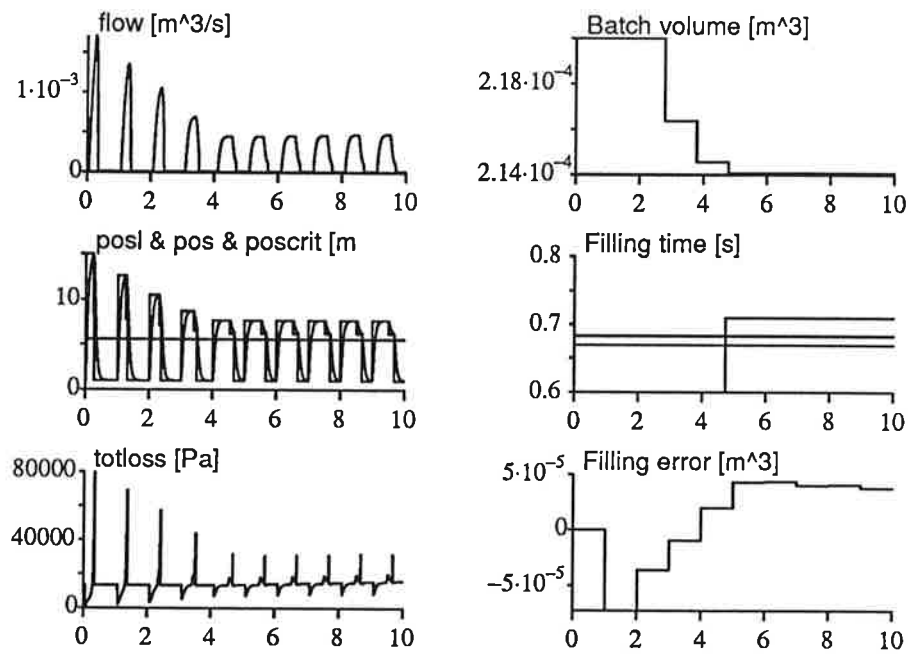 flow [m^3/s]
1·10⁻³
0
0 2 4 6 8 10
Batch volume [m^3]
2.18·10⁻⁴
2.14·10⁻⁴
0 2 4 6 8 10
posl & pos & poscrit [m
10
0
0 2 4 6 8 10
Filling time [s]
0.8
0.7
0.6
0 2 4 6 8 10
totloss [Pa]
80000
40000
0
0 2 4 6 8 10
Filling error [m^3]
5·10⁻⁵
0
−5·10⁻⁵
0 2 4 6 8 10